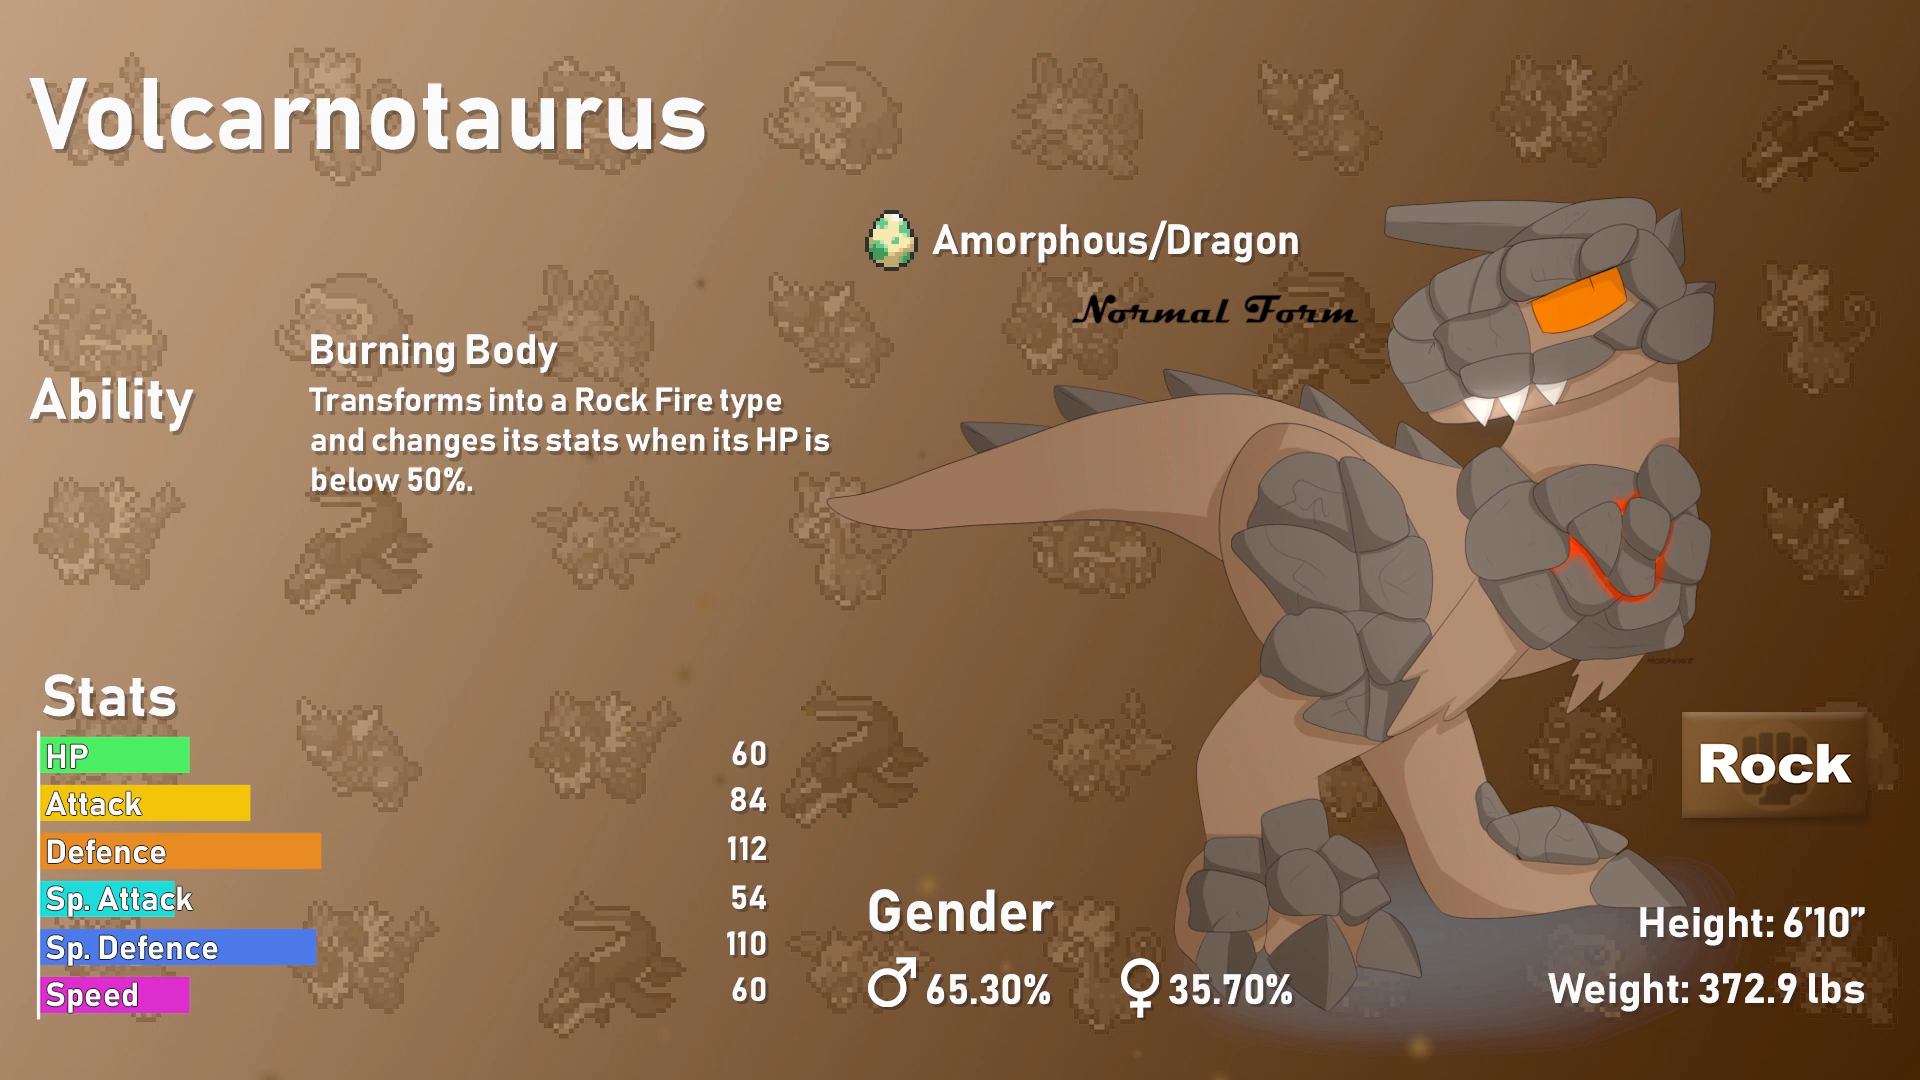 Volcarnotaurus
Amorphous/Dragon
Normal Form
Ability
Burning Body
Transforms into a Rock Fire type
and changes its stats when its HP is
below 50%.
Stats
HP 60
Attack 84
Defence 112
Sp. Attack 54
Sp. Defence 110
Speed 60
Gender
♂ 65.30% ♀ 35.70%
Rock
Height: 6'10"
Weight: 372.9 lbs